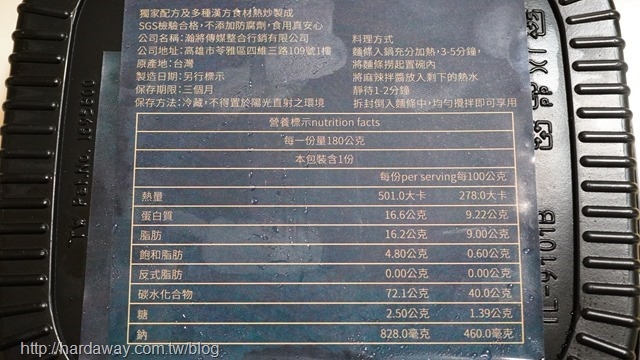 獨家配方及多種漢方食材熱炒製成
SGS檢驗合格，不添加防腐劑，食用真安心
公司名稱：瀚將傳媒整合行銷有限公司
公司地址：高雄市苓雅區四維三路109號1樓
原產地：台灣
製造日期：另行標示
保存期限：三個月
保存方法：冷藏，不得置於陽光直射之環境
料理方式
麵條入鍋充分加熱，3-5分鐘，
將麵條撈起置碗內
將麻辣拌醬放入剩下的熱水
靜待1-2分鐘
拆封倒入麵條中，均勻攪拌即可享用
營養標示nutrition facts
每一份量180公克
本包裝含1份
每份per serving每100公克
熱量 501.0大卡 278.0大卡
蛋白質 16.6公克 9.22公克
脂肪 16.2公克 9.00公克
飽和脂肪 4.80公克 0.60公克
反式脂肪 0.00公克 0.00公克
碳水化合物 72.1公克 40.0公克
糖 2.50公克 1.39公克
鈉 828.0毫克 460.0毫克
PP
IL-9101B
http://hardaway.com.tw/blog